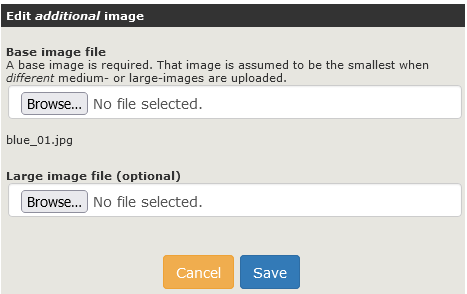 Edit additional image
Base image file
A base image is required. That image is assumed to be the smallest when
different medium- or large-images are uploaded.
Browse... No file selected.
blue_01.jpg
Large image file (optional)
Browse... No file selected.
Cancel Save